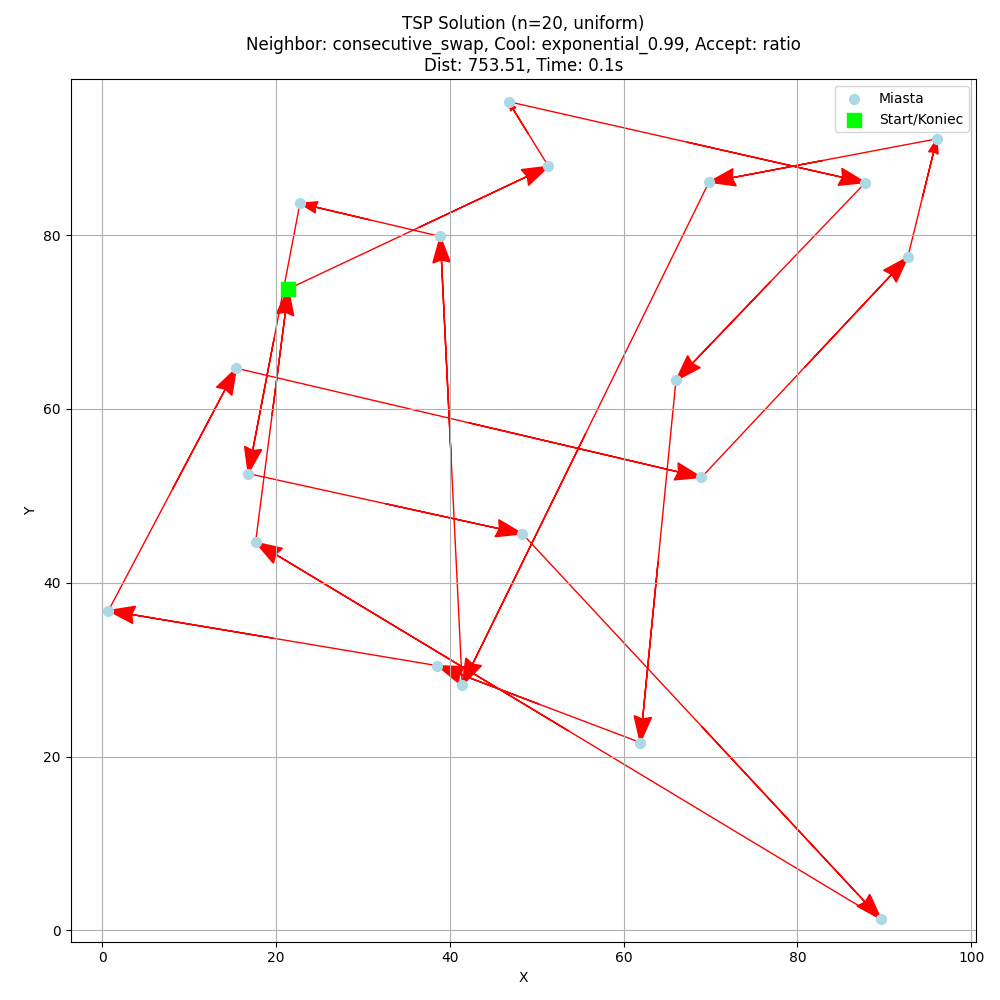 TSP Solution (n=20, uniform)
Neighbor: consecutive_swap, Cool: exponential_0.99, Accept: ratio
Dist: 753.51, Time: 0.1s
Miasta
Start/Koniec
80
60
40
20
0
Y
0 20 40 60 80 100
X